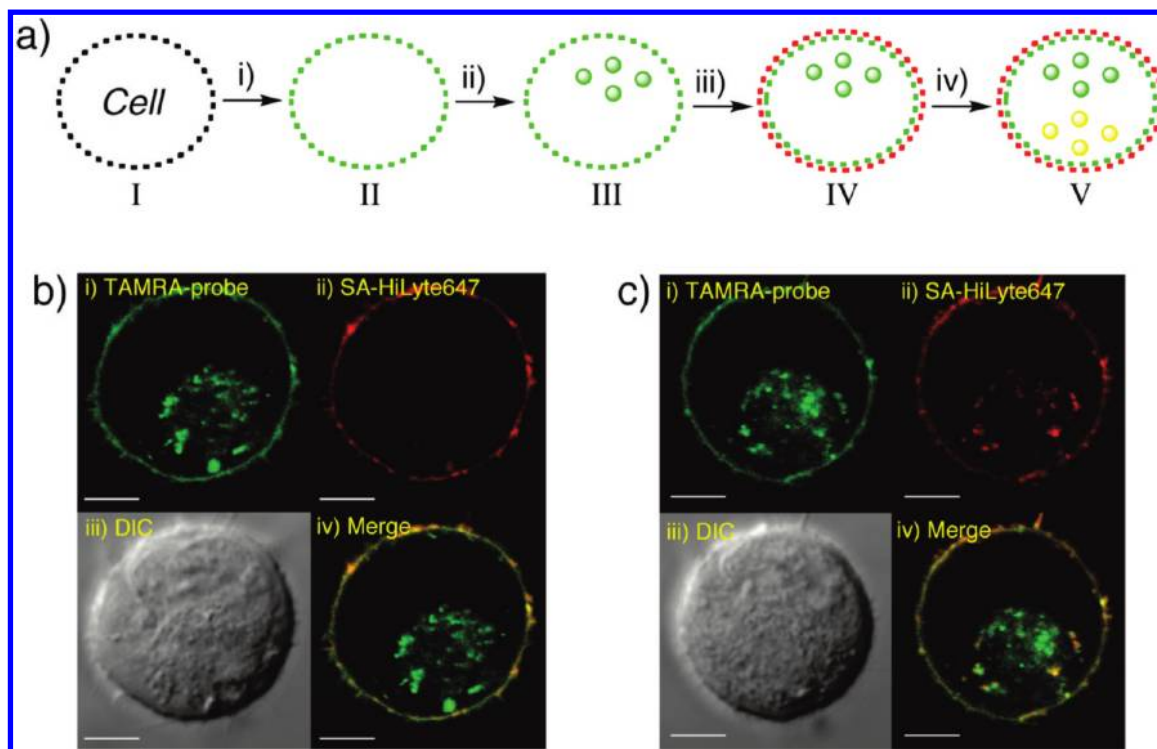 a)
Cell
i)
ii)
iii)
iv)
I
II
III
IV
V
b)
i) TAMRA-probe
ii) SA-HiLyte647
iii) DIC
iv) Merge
c)
i) TAMRA-probe
ii) SA-HiLyte647
iii) DIC
iv) Merge